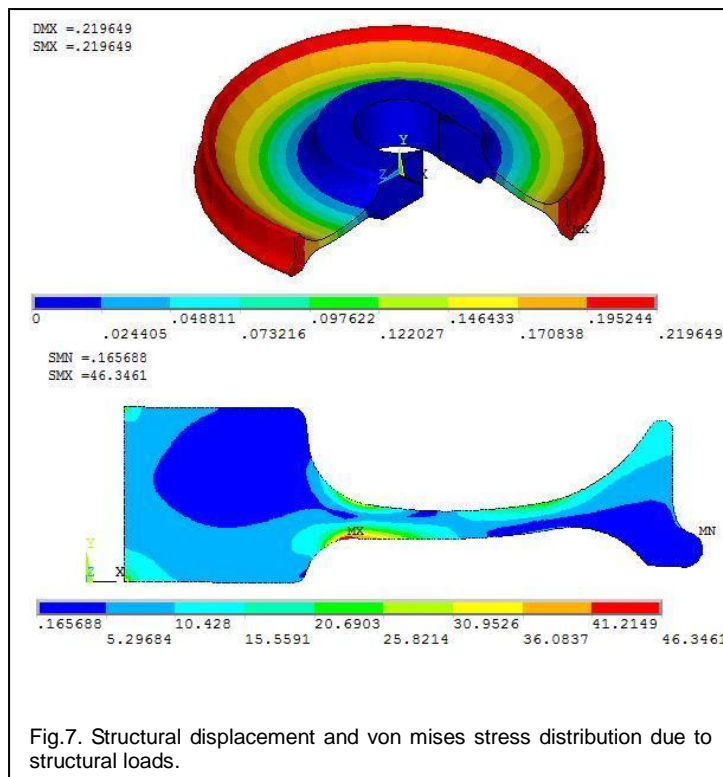 DMX =.219649
SMX =.219649
Y
Z X
MX
0 .048811 .097622 .146433 .195244
.024405 .073216 .122027 .170838 .219649
SMN =.165688
SMX =46.3461
MX
MN
Y
Z X
.165688 10.428 20.6903 30.9526 41.2149
5.29684 15.5591 25.8214 36.0837 46.3461
Fig.7. Structural displacement and von mises stress distribution due to
structural loads.